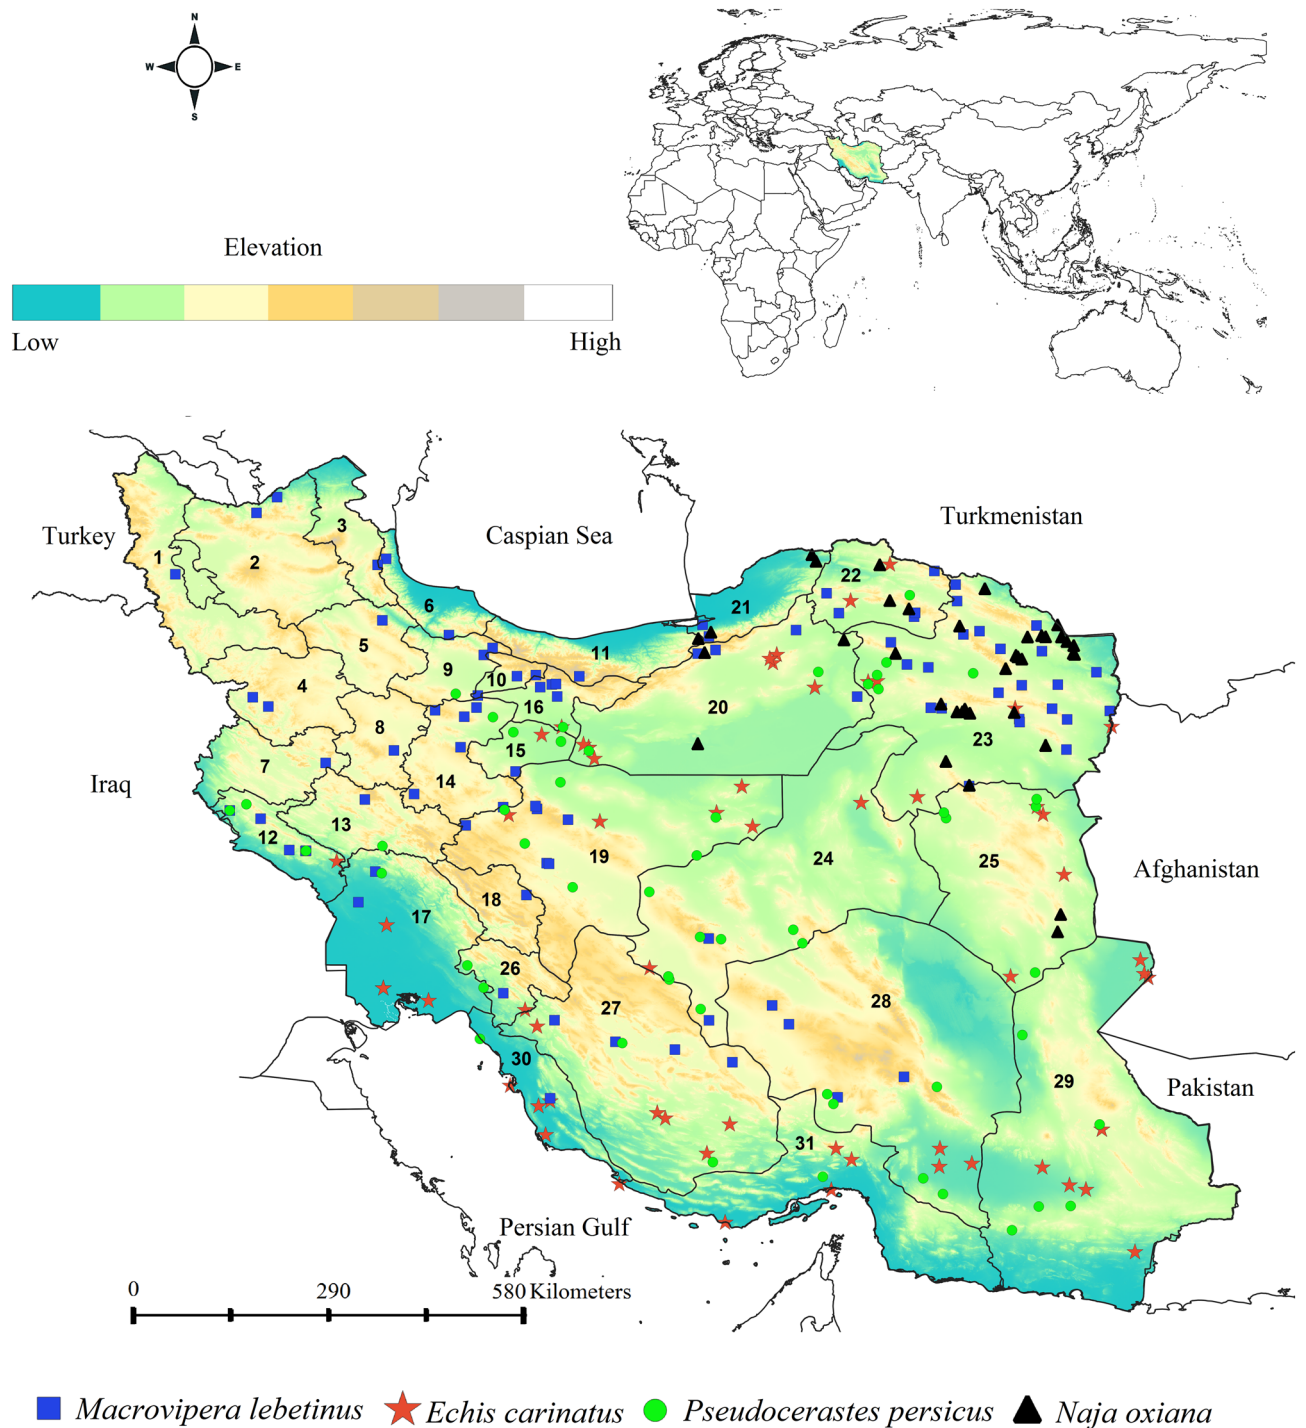 N
W E
S
Elevation
Low High
Turkey
Caspian Sea
Turkmenistan
Iraq
Afghanistan
Pakistan
Persian Gulf
1
2
3
4
5
6
7
8
9
10
11
12
13
14
15
16
17
18
19
20
21
22
23
24
25
26
27
28
29
30
31
0 290 580 Kilometers
Macrovipera lebetinus Echis carinatus Pseudocerastes persicus Naja oxiana